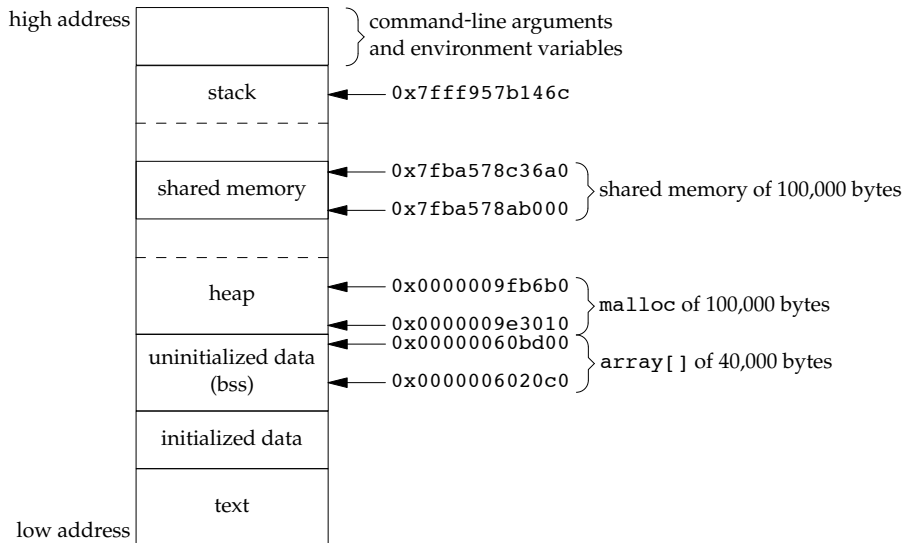 high address
command-line arguments
and environment variables
stack
0x7fff957b146c
0x7fba578c36a0
shared memory
shared memory of 100,000 bytes
0x7fba578ab000
0x0000009fb6b0
heap
malloc of 100,000 bytes
0x0000009e3010
0x00000060bd00
uninitialized data
(bss)
array[] of 40,000 bytes
0x0000006020c0
initialized data
text
low address